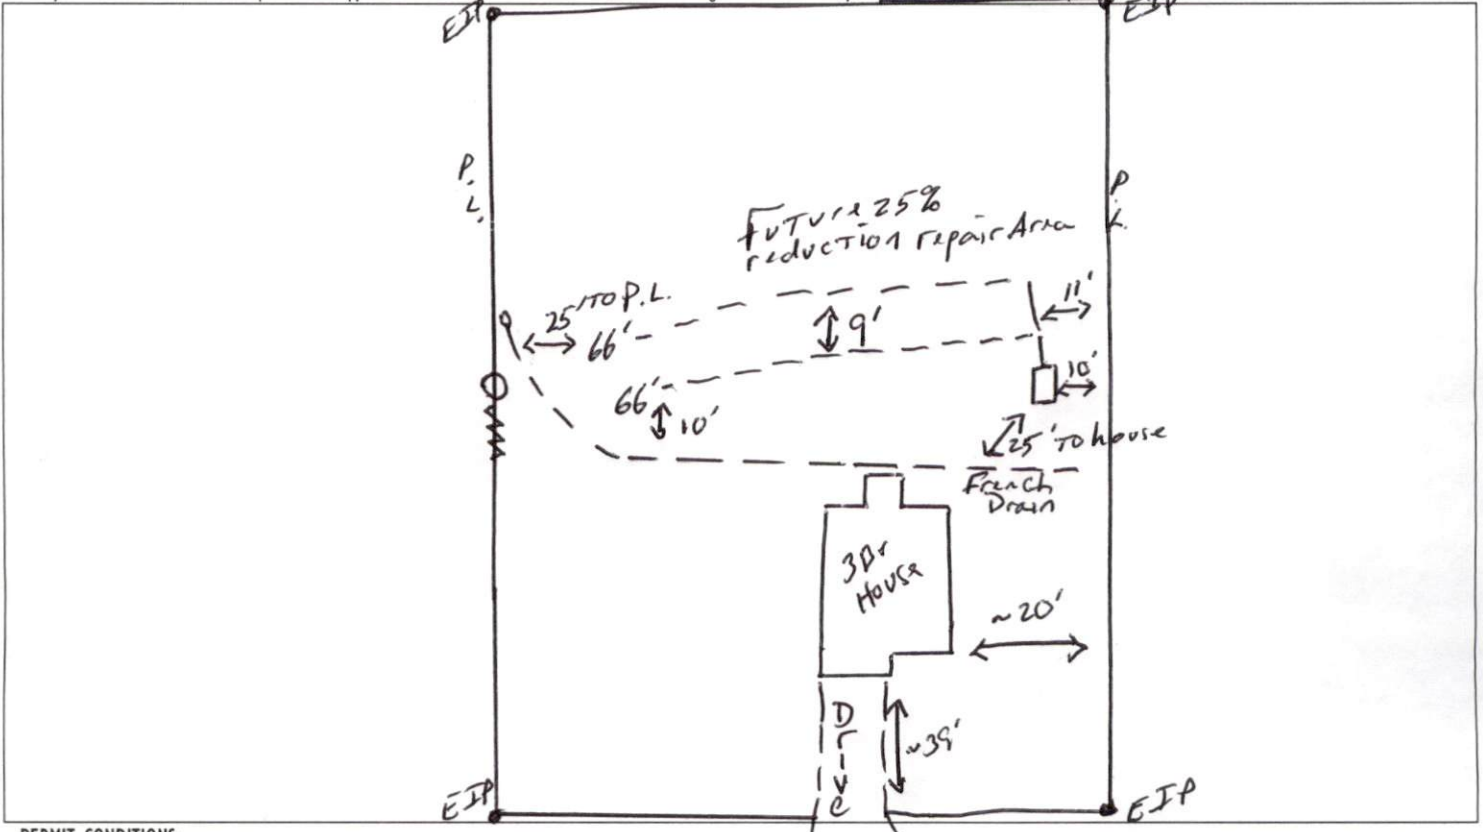 EIP
EIP
P.
L.
P.
L.
Future 25%
reduction repair Area
25' TO P.L.
66'
9'
11'
66'
10'
10'
25' TO house
French
Drain
3Br
House
~20'
Drive
~39'
EIP
EIP
PERMIT CONDITIONS